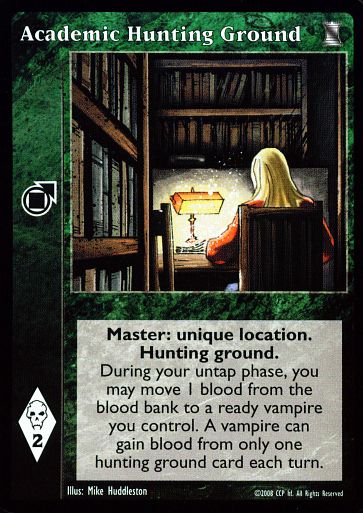 Academic Hunting Ground
Master: unique location.
Hunting ground.
During your untap phase, you
may move 1 blood from the
blood bank to a ready vampire
you control. A vampire can
gain blood from only one
hunting ground card each turn.
2
Illus: Mike Huddleston
©2008 CCP hf. All Rights Reserved